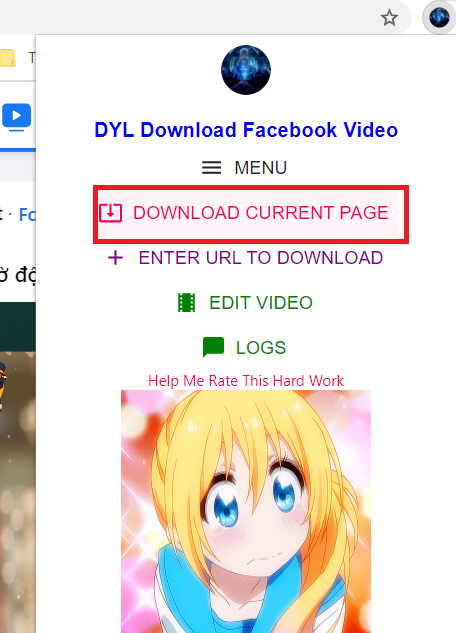 DYL Download Facebook Video
MENU
DOWNLOAD CURRENT PAGE
ENTER URL TO DOWNLOAD
EDIT VIDEO
LOGS
Help Me Rate This Hard Work
T
t · Fo
ờ độ